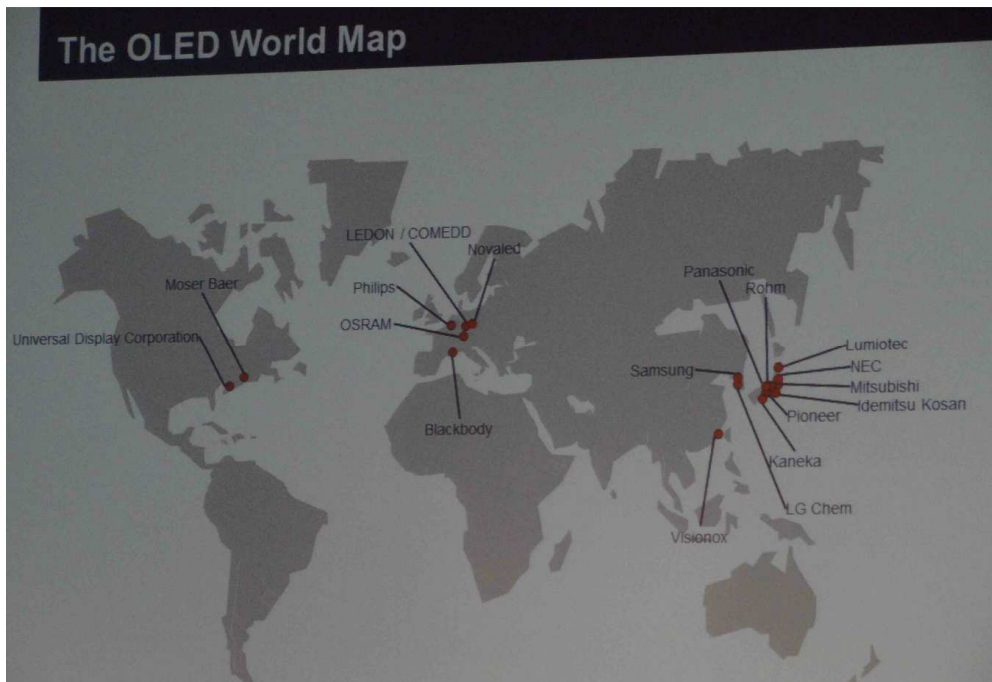 The OLED World Map
LEDON / COMEDD
Novaled
Moser Baer
Philips
Panasonic
Rohm
Universal Display Corporation
OSRAM
Lumiotec
Samsung
NEC
Mitsubishi
Idemitsu Kosan
Pioneer
Blackbody
Kaneka
LG Chem
Visionox